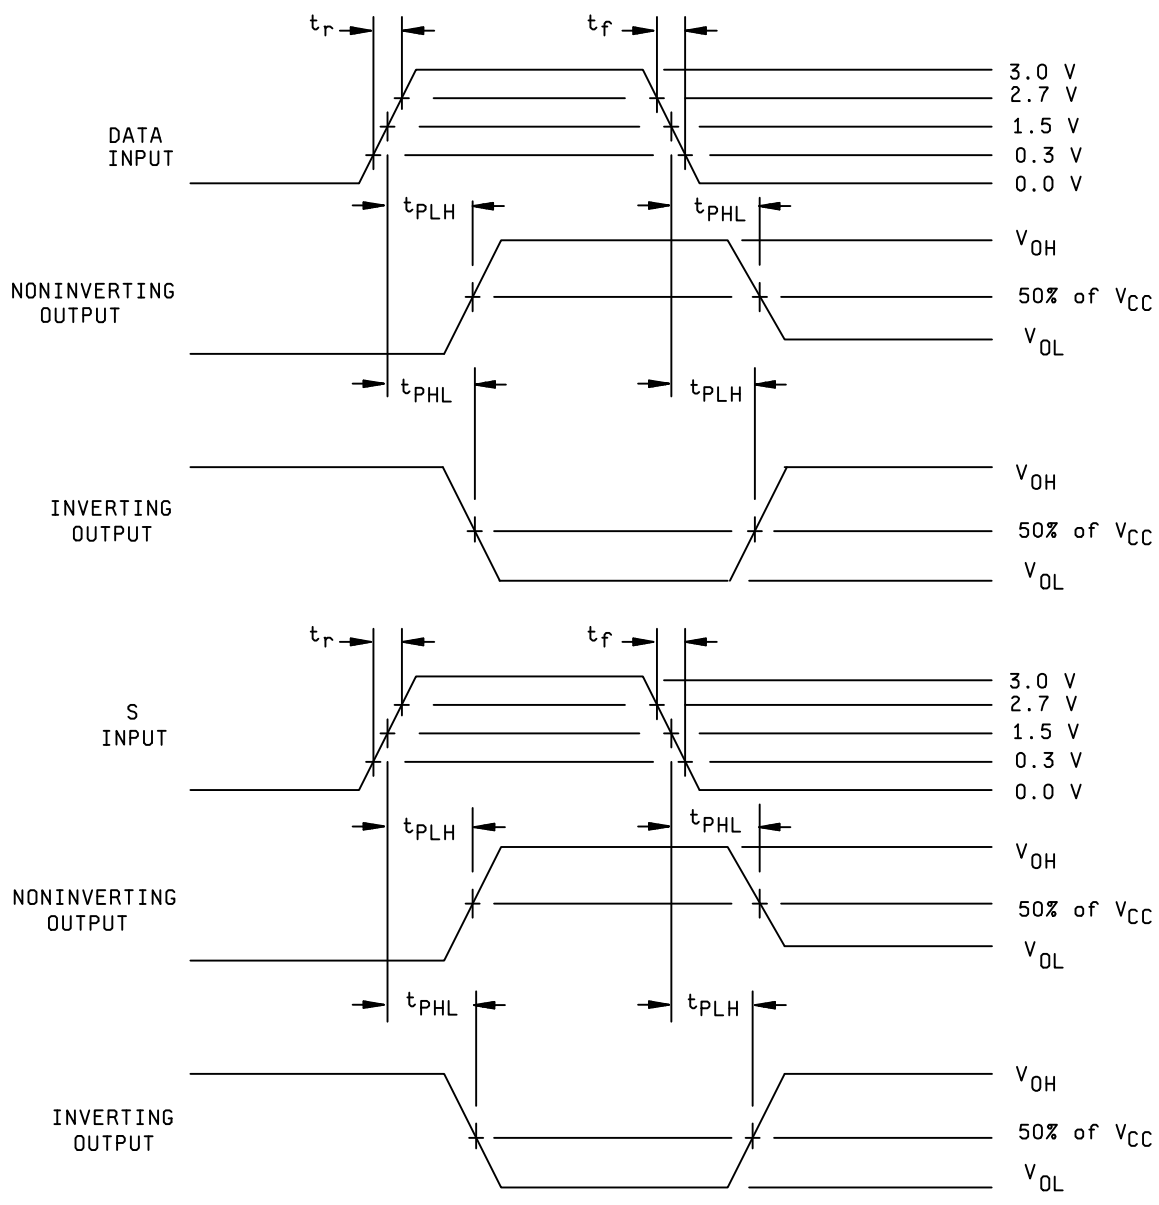 tr
tf
3.0 V
2.7 V
DATA
INPUT
1.5 V
0.3 V
0.0 V
tPLH
tPHL
VOH
NONINVERTING
OUTPUT
50% of VCC
VOL
tPHL
tPLH
VOH
INVERTING
OUTPUT
50% of VCC
VOL
tr
tf
3.0 V
2.7 V
S
INPUT
1.5 V
0.3 V
0.0 V
tPLH
tPHL
VOH
NONINVERTING
OUTPUT
50% of VCC
VOL
tPHL
tPLH
VOH
INVERTING
OUTPUT
50% of VCC
VOL